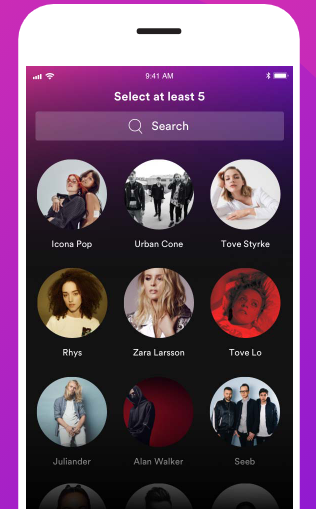 9:41 AM
Select at least 5
Search
Icona Pop
Urban Cone
Tove Styrke
Rhys
Zara Larsson
Tove Lo
Juliander
Alan Walker
Seeb